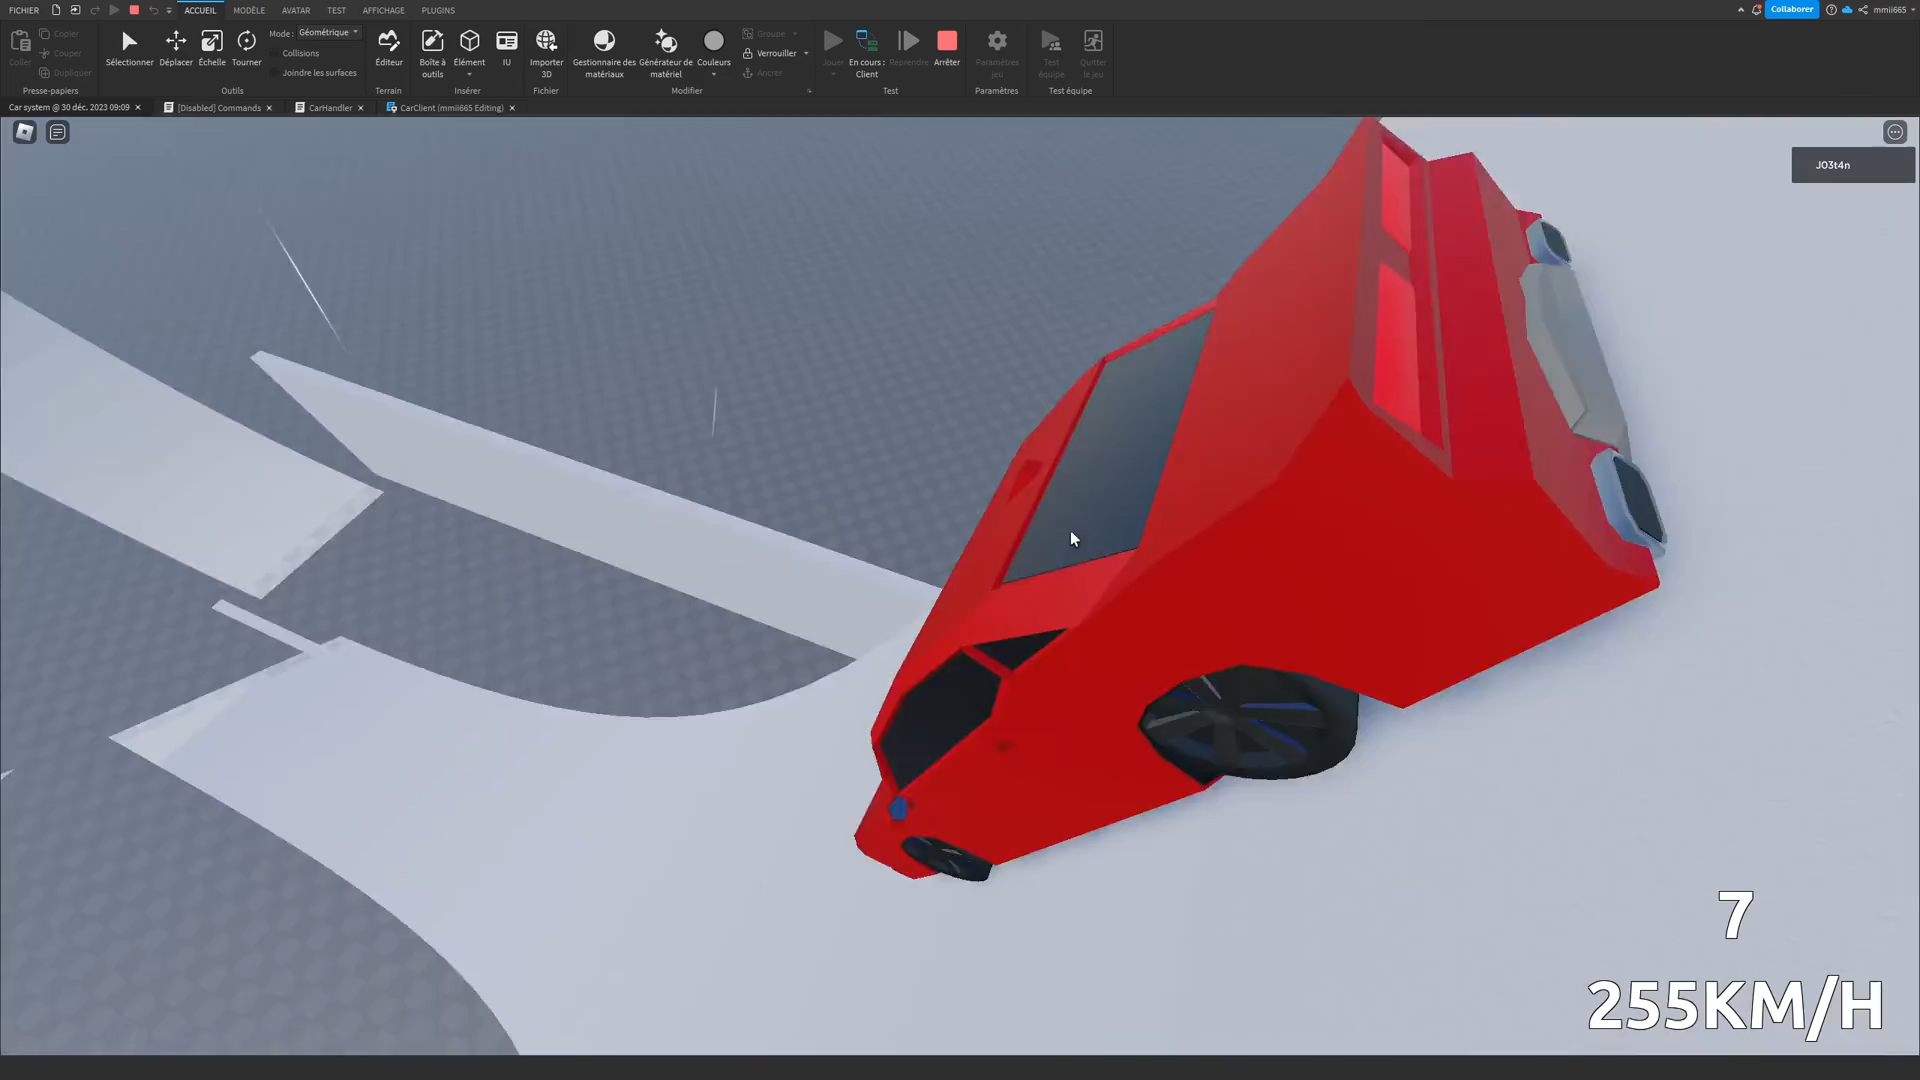 FICHIER ACCUEIL MODÈLE AVATAR TEST AFFICHAGE PLUGINS Collaborer mmii665
Coller Copier Couper Dupliquer
Presse-papiers
Sélectionner Déplacer Échelle Tourner
Mode : Géométrique
Collisions
Joindre les surfaces
Outils
Éditeur
Terrain
Boîte à outils Élément IU
Insérer
Importer 3D
Fichier
Gestionnaire des matériaux Générateur de matériel Couleurs
Groupe
Verrouiller
Ancrer
Modifier
Jouer En cours : Client Reprendre Arrêter
Test
Paramètres jeu
Paramètres
Test équipe Quitter le jeu
Test équipe
Car system @ 30 déc. 2023 09:09 [Disabled] Commands CarHandler CarClient (mmii665 Editing)
J03t4n
7
255KM/H